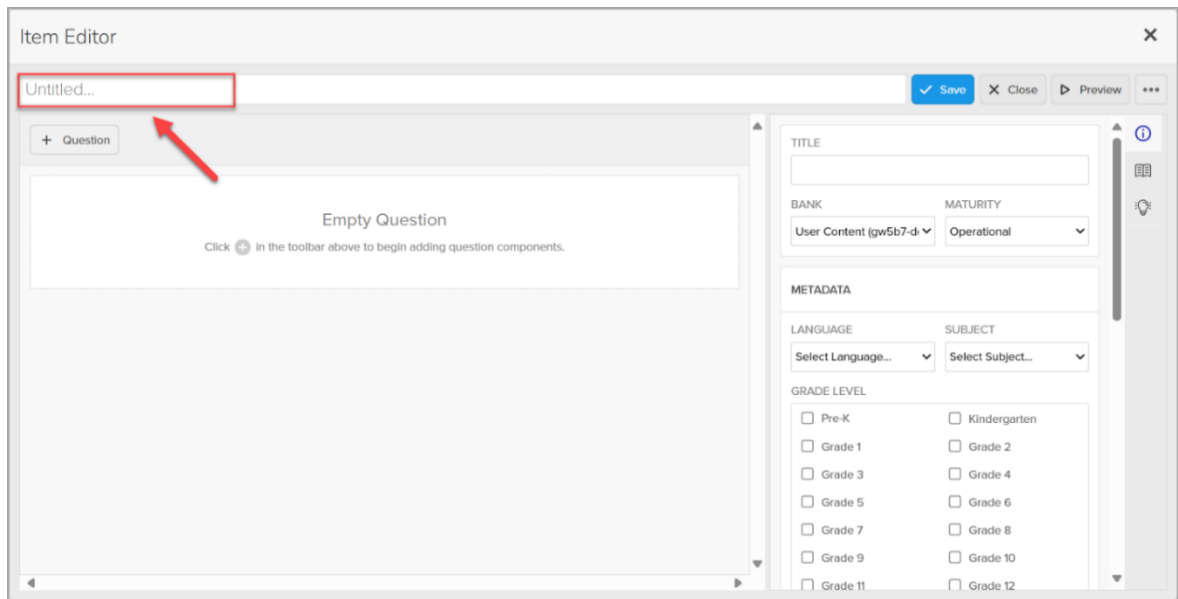 Item Editor
Untitled...
Save
Close
Preview
+ Question
Empty Question
Click + in the toolbar above to begin adding question components.
TITLE
BANK MATURITY
User Content (gw5b7-d Operational
METADATA
LANGUAGE SUBJECT
Select Language... Select Subject...
GRADE LEVEL
Pre-K Kindergarten
Grade 1 Grade 2
Grade 3 Grade 4
Grade 5 Grade 6
Grade 7 Grade 8
Grade 9 Grade 10
Grade 11 Grade 12